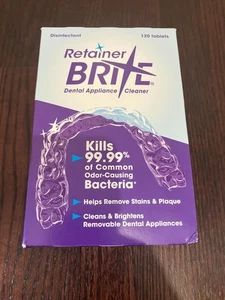 Disinfectant 120 tablets
Retainer
BRITE®
Dental Appliance Cleaner
Kills
99.99%
of Common
Odor-Causing
Bacteria*
Helps Remove Stains & Plaque
Cleans & Brightens
Removable Dental Appliances